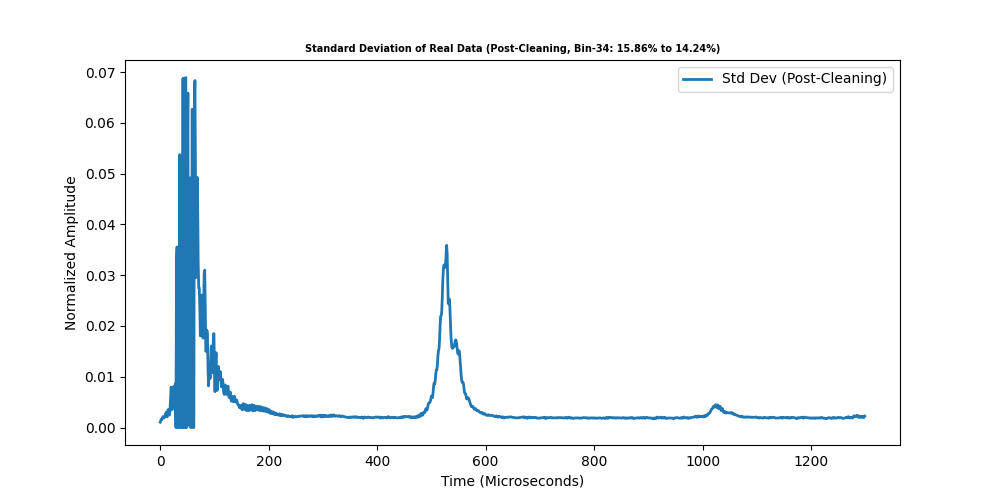 Standard Deviation of Real Data (Post-Cleaning, Bin-34: 15.86% to 14.24%)
Std Dev (Post-Cleaning)
Normalized Amplitude
0.07
0.06
0.05
0.04
0.03
0.02
0.01
0.00
0 200 400 600 800 1000 1200
Time (Microseconds)